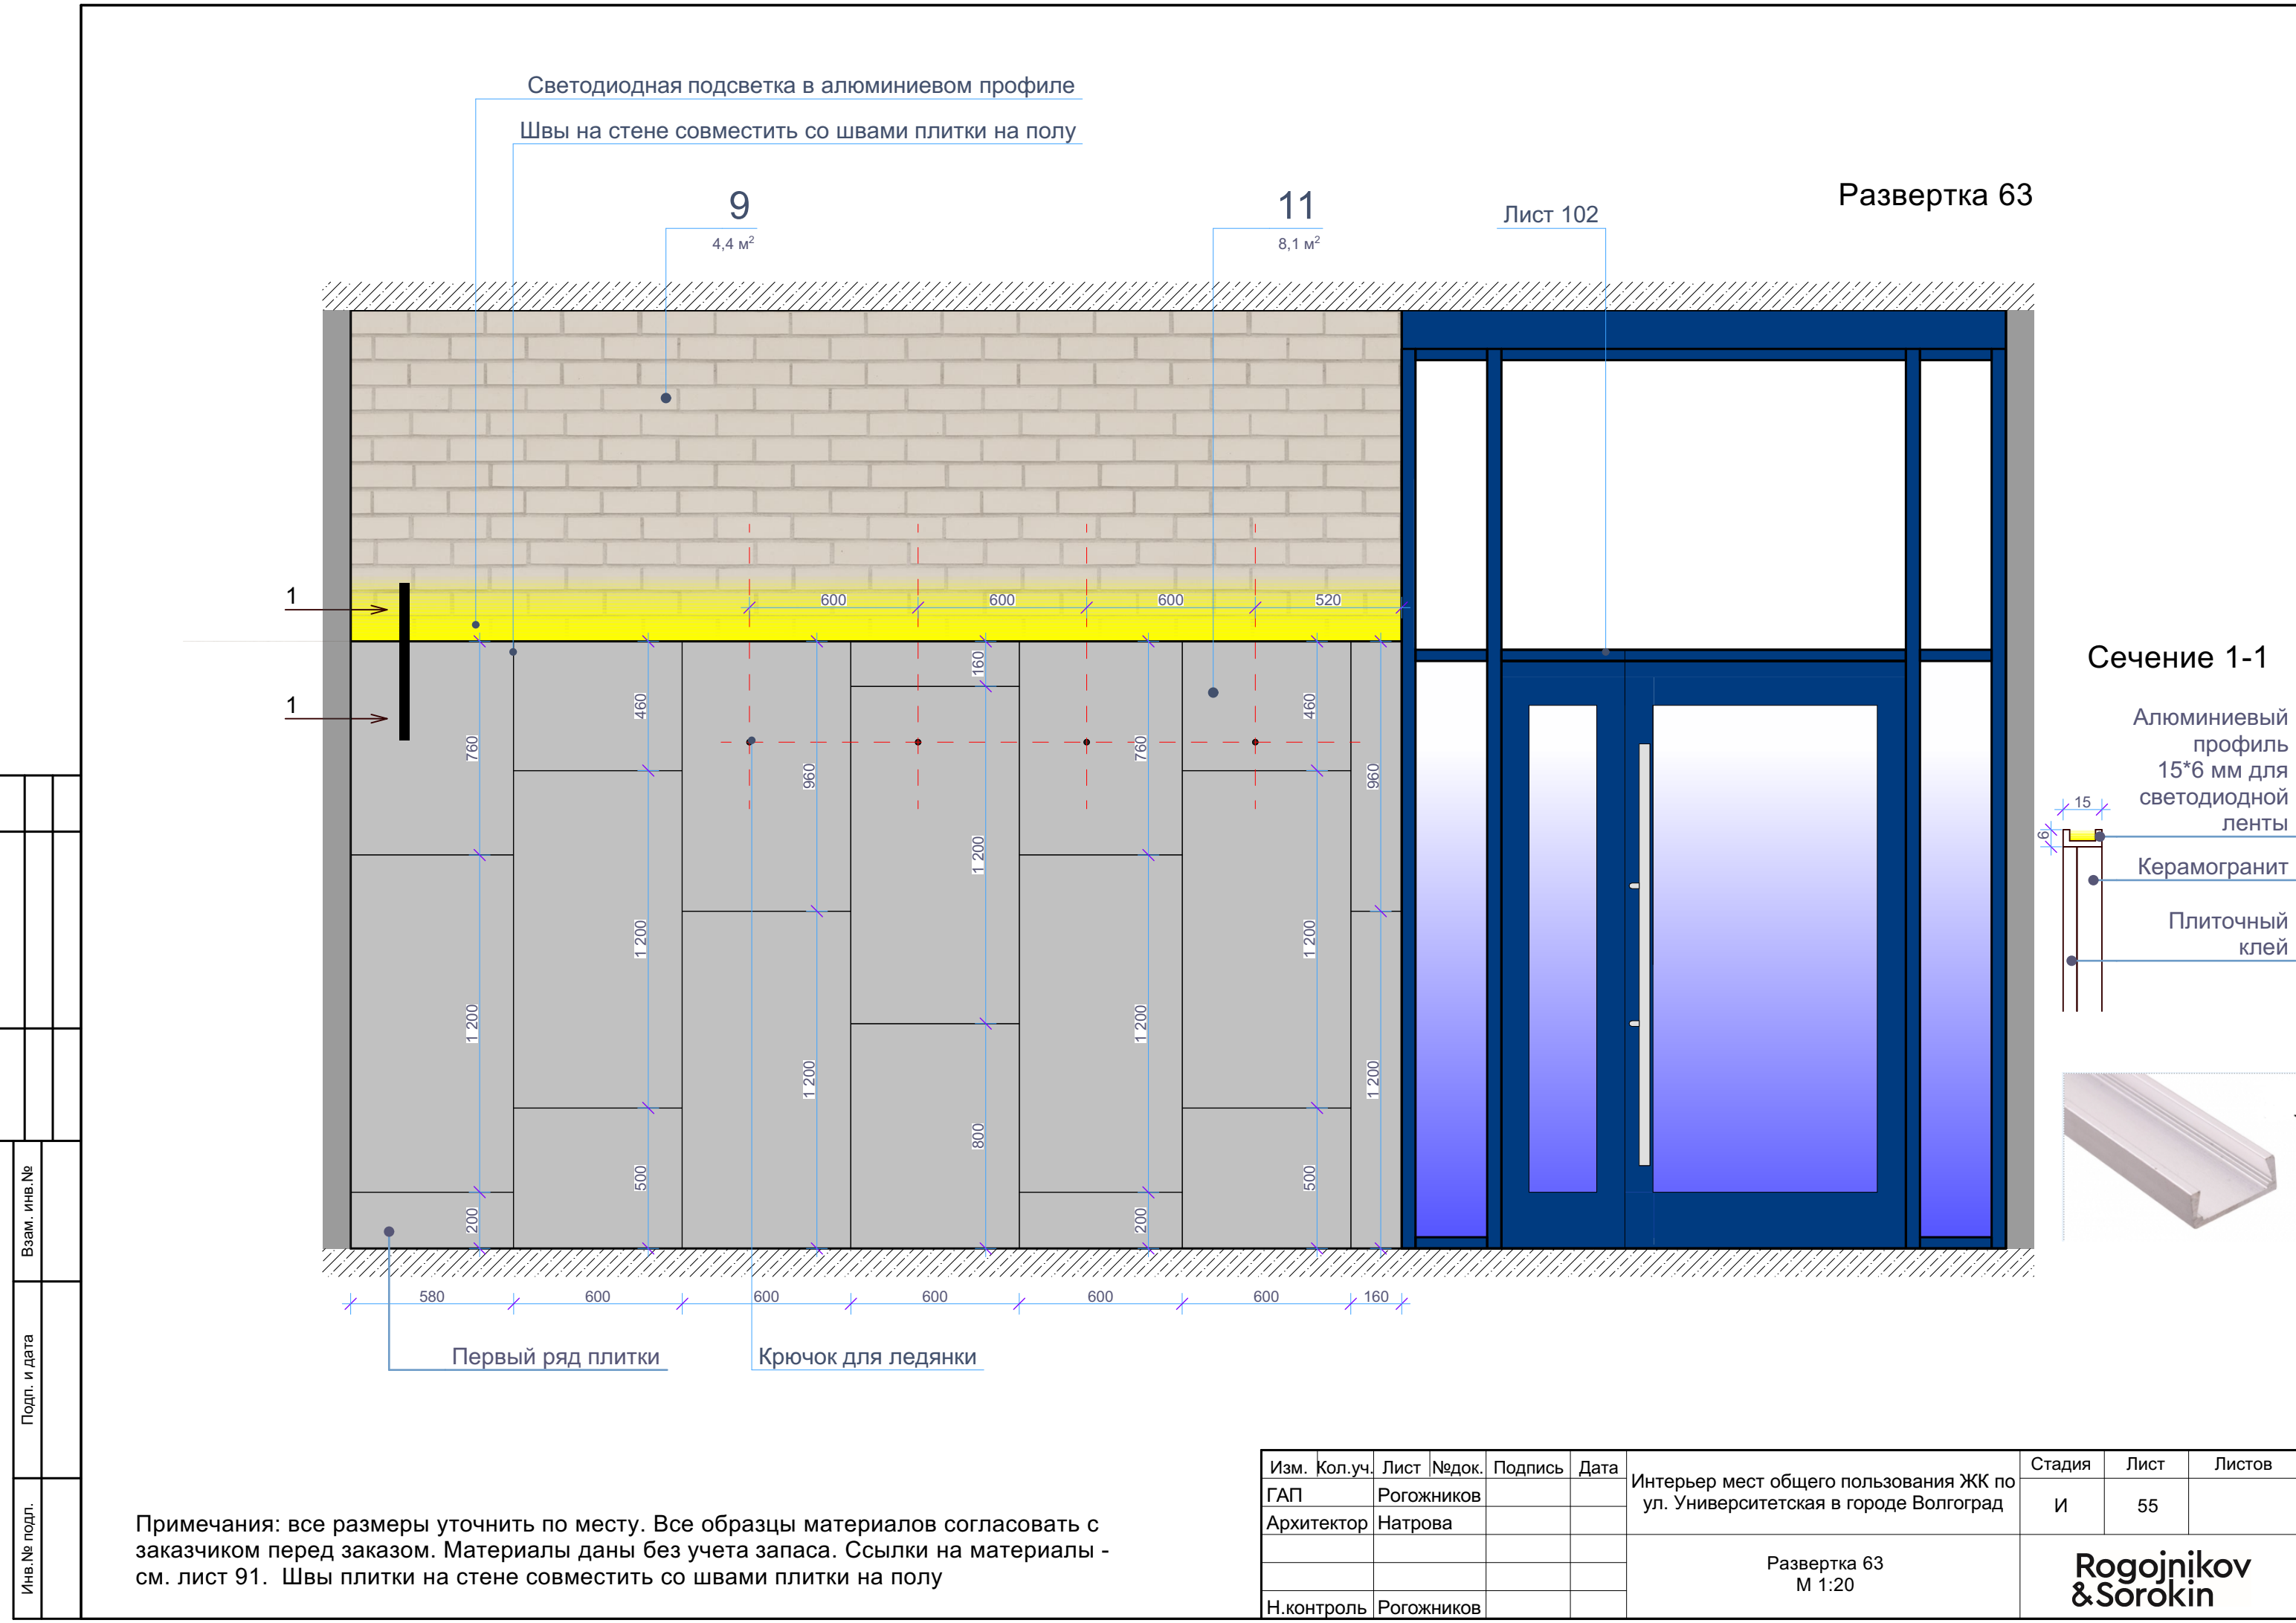 Светодиодная подсветка в алюминиевом профиле
Швы на стене совместить со швами плитки на полу
9
4,4 м²
11
8,1 м²
Лист 102
Развертка 63
600
600
600
520
1
1
760
1 200
200
460
1 200
500
960
1 200
160
1 200
800
760
1 200
200
460
1 200
500
960
1 200
580
600
600
600
600
600
160
Первый ряд плитки
Крючок для ледянки
Сечение 1-1
Алюминиевый
профиль
15*6 мм для
светодиодной
ленты
15
6
Керамогранит
Плиточный
клей
Взам. инв.№
Подп. и дата
Инв.№ подл.
Примечания: все размеры уточнить по месту. Все образцы материалов согласовать с
заказчиком перед заказом. Материалы даны без учета запаса. Ссылки на материалы -
см. лист 91. Швы плитки на стене совместить со швами плитки на полу
Изм. Кол.уч. Лист №док. Подпись Дата
ГАП Рогожников
Архитектор Натрова
Н.контроль Рогожников
Интерьер мест общего пользования ЖК по
ул. Университетская в городе Волгоград
Стадия Лист Листов
И 55
Развертка 63
М 1:20
Rogojnikov
&Sorokin